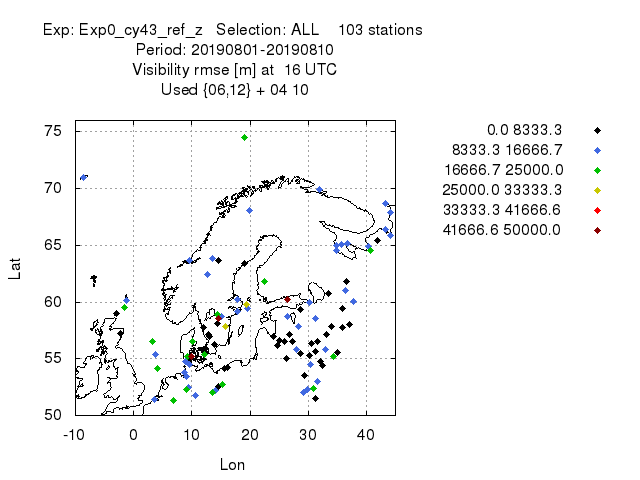 Exp: Exp0_cy43_ref_z Selection: ALL 103 stations
Period: 20190801-20190810
Visibility rmse [m] at 16 UTC
Used {06,12} + 04 10
0.0 8333.3
8333.3 16666.7
16666.7 25000.0
25000.0 33333.3
33333.3 41666.6
41666.6 50000.0
75
70
65
60
55
50
Lat
-10 0 10 20 30 40
Lon